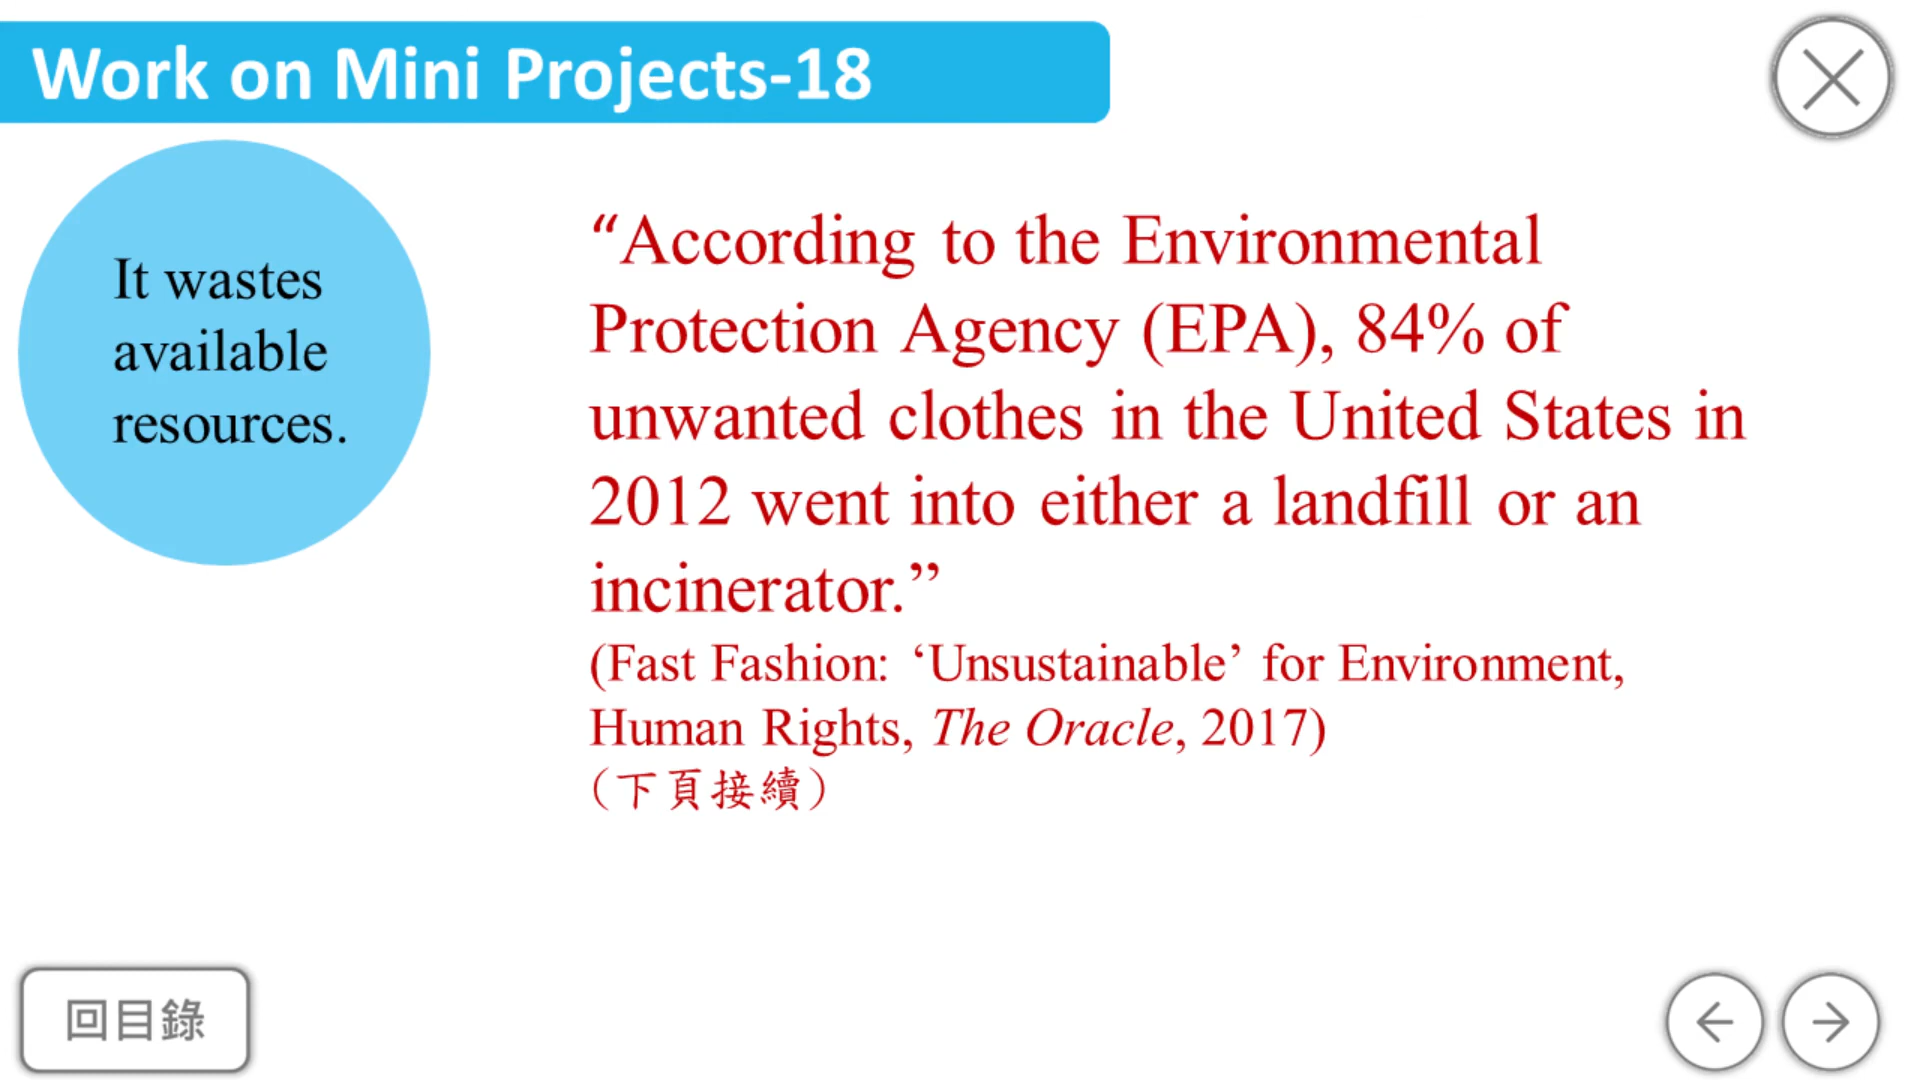 Work on Mini Projects-18
It wastes
available
resources.
“According to the Environmental
Protection Agency (EPA), 84% of
unwanted clothes in the United States in
2012 went into either a landfill or an
incinerator.”
(Fast Fashion: ‘Unsustainable’ for Environment,
Human Rights, The Oracle, 2017)
（下頁接續）
回目錄